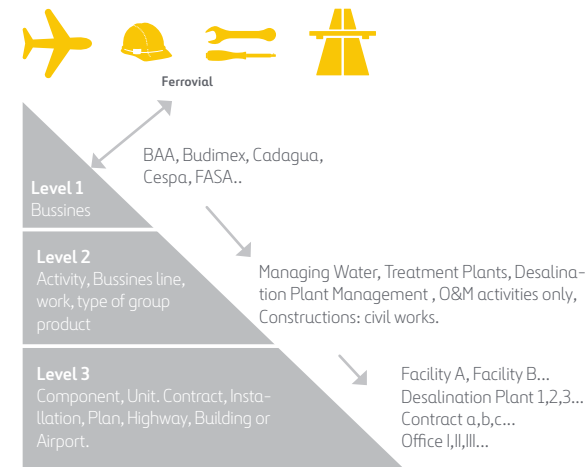 Ferrovial
BAA, Budimex, Cadagua,
Cespa, FASA..
Level 1
Bussines
Level 2
Activity, Bussines line,
work, type of group
product
Managing Water, Treatment Plants, Desalina-
tion Plant Management , O&M activities only,
Constructions: civil works.
Level 3
Component, Unit. Contract, Insta-
llation, Plan, Highway, Building or
Airport.
Facility A, Facility B...
Desalination Plant 1,2,3...
Contract a,b,c...
Office I,II,III...